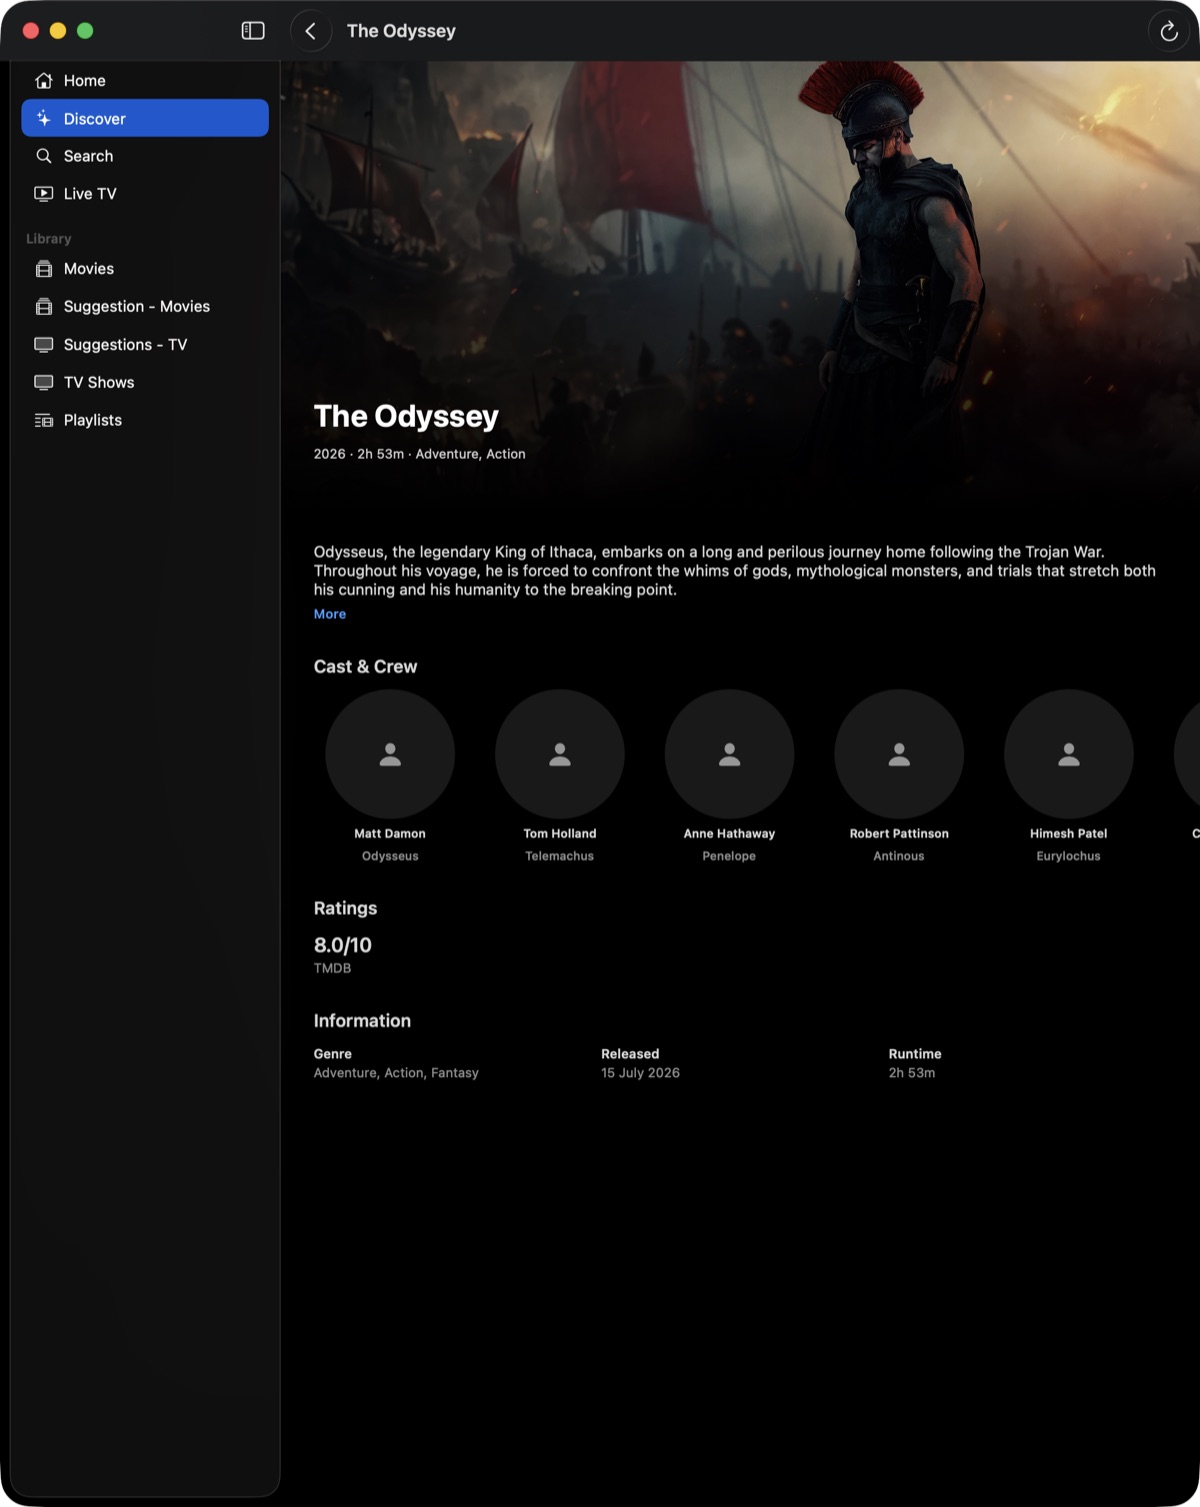 The Odyssey
Home
Discover
Search
Live TV
Library
Movies
Suggestion - Movies
Suggestions - TV
TV Shows
Playlists
The Odyssey
2026 · 2h 53m · Adventure, Action
Odysseus, the legendary King of Ithaca, embarks on a long and perilous journey home following the Trojan War.
Throughout his voyage, he is forced to confront the whims of gods, mythological monsters, and trials that stretch both
his cunning and his humanity to the breaking point.
More
Cast & Crew
Matt Damon
Odysseus
Tom Holland
Telemachus
Anne Hathaway
Penelope
Robert Pattinson
Antinous
Himesh Patel
Eurylochus
Ratings
8.0/10
TMDB
Information
Genre
Adventure, Action, Fantasy
Released
15 July 2026
Runtime
2h 53m